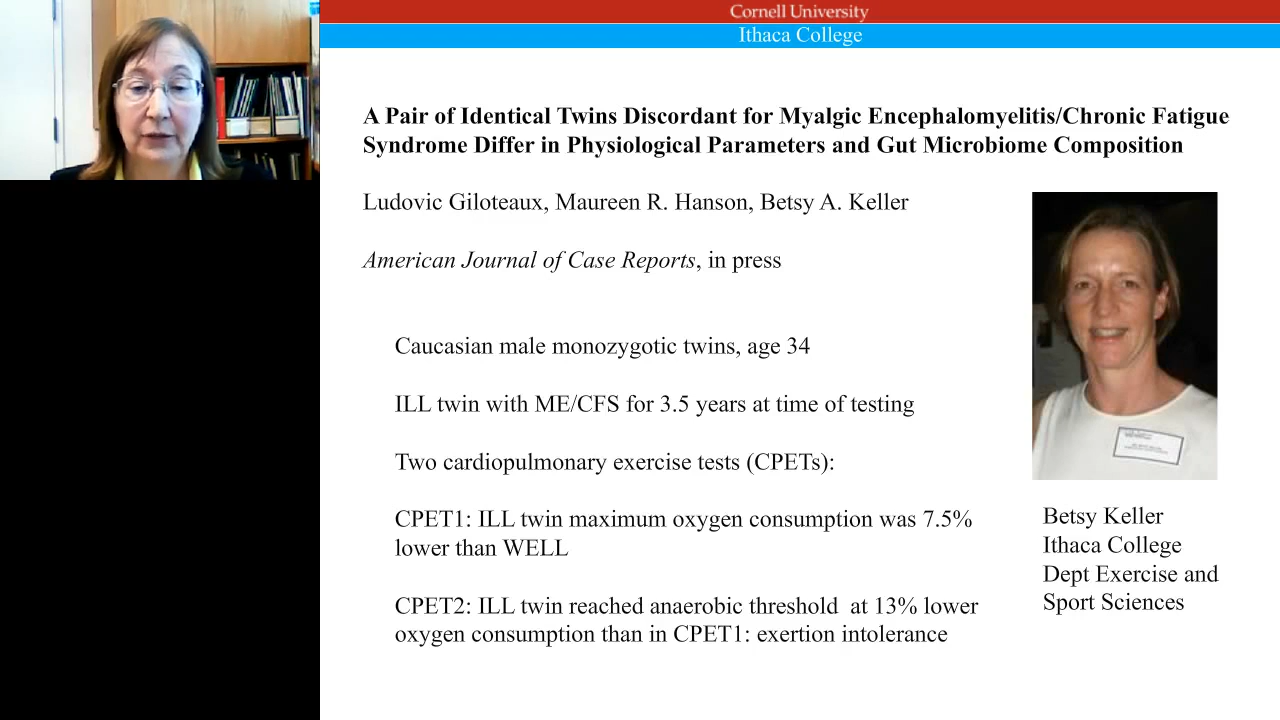 Cornell University
Ithaca College
A Pair of Identical Twins Discordant for Myalgic Encephalomyelitis/Chronic Fatigue
Syndrome Differ in Physiological Parameters and Gut Microbiome Composition
Ludovic Giloteaux, Maureen R. Hanson, Betsy A. Keller
American Journal of Case Reports, in press
Caucasian male monozygotic twins, age 34
ILL twin with ME/CFS for 3.5 years at time of testing
Two cardiopulmonary exercise tests (CPETs):
CPET1: ILL twin maximum oxygen consumption was 7.5%
lower than WELL
CPET2: ILL twin reached anaerobic threshold at 13% lower
oxygen consumption than in CPET1: exertion intolerance
Betsy Keller
Ithaca College
Dept Exercise and
Sport Sciences